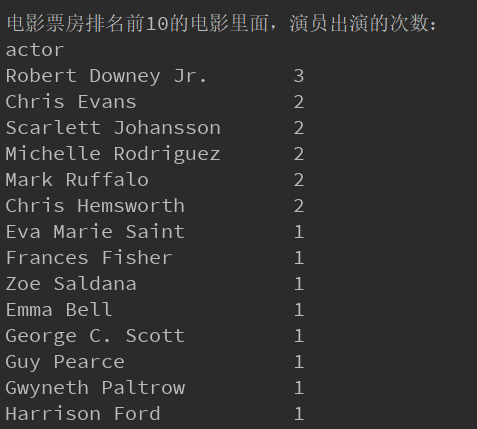 电影票房排名前10的电影里面，演员出演的次数：
actor
Robert Downey Jr. 3
Chris Evans 2
Scarlett Johansson 2
Michelle Rodriguez 2
Mark Ruffalo 2
Chris Hemsworth 2
Eva Marie Saint 1
Frances Fisher 1
Zoe Saldana 1
Emma Bell 1
George C. Scott 1
Guy Pearce 1
Gwyneth Paltrow 1
Harrison Ford 1